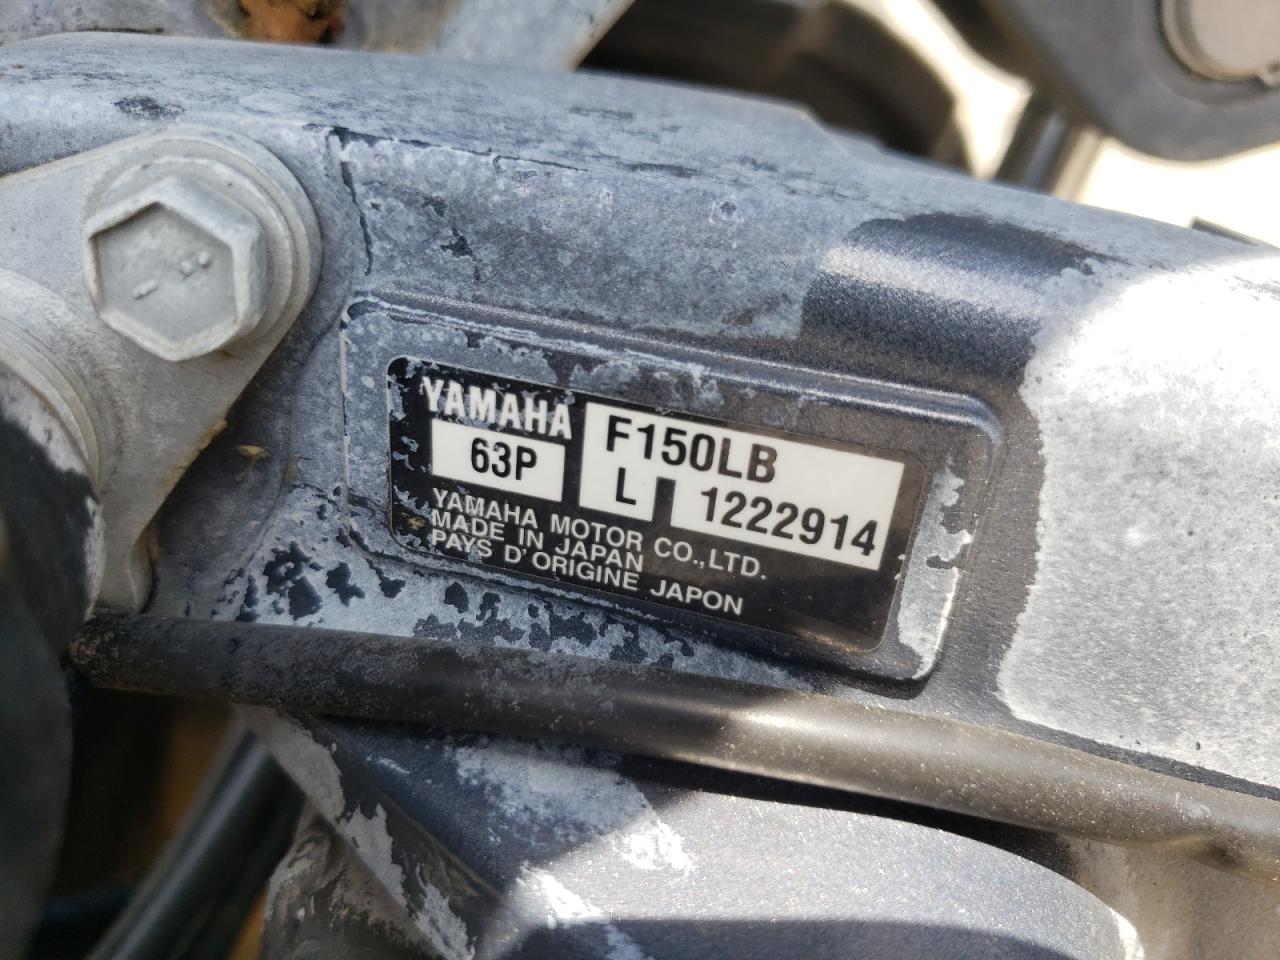 YAMAHA
F150LB
63P
L 1222914
YAMAHA MOTOR CO.,LTD.
MADE IN JAPAN
PAYS D'ORIGINE JAPON